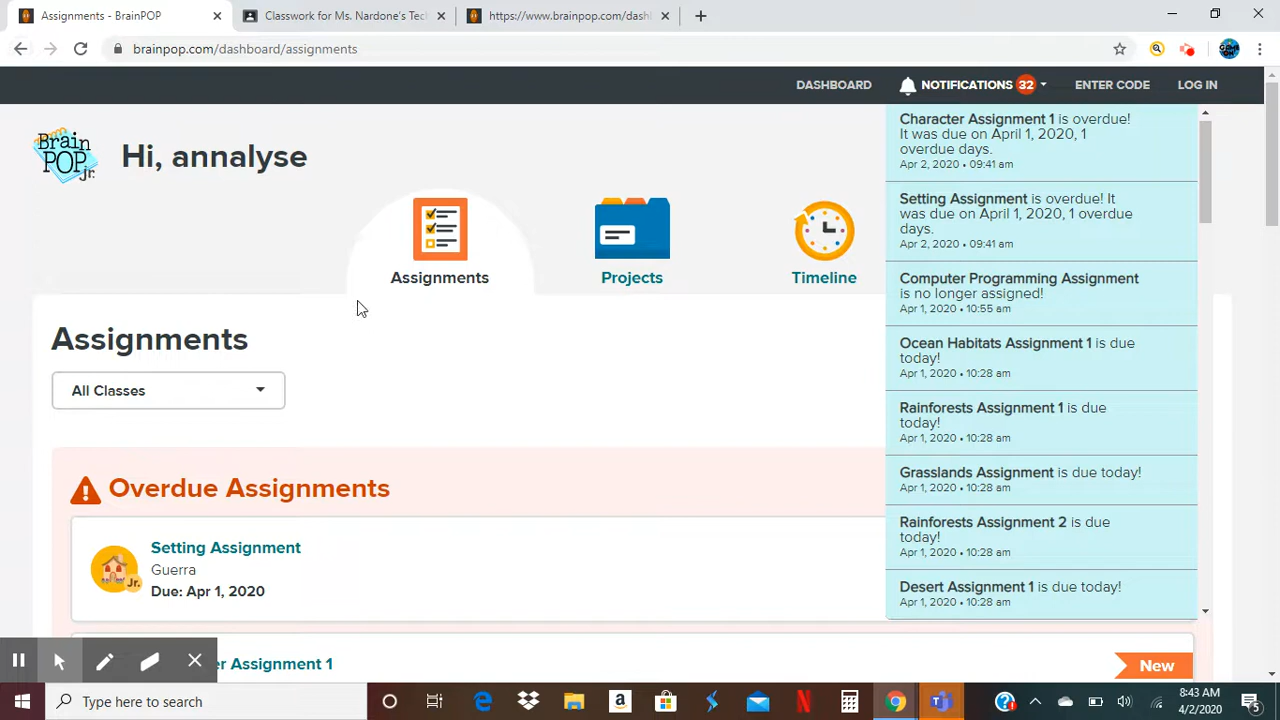 Assignments - BrainPOP
Classwork for Ms. Nardone's Tech
https://www.brainpop.com/dash
brainpop.com/dashboard/assignments
DASHBOARD
NOTIFICATIONS 32
ENTER CODE
LOG IN
Brain
POP jr.
Hi, annalyse
Assignments
Projects
Timeline
Character Assignment 1 is overdue!
It was due on April 1, 2020, 1
overdue days.
Apr 2, 2020 • 09:41 am
Setting Assignment is overdue! It
was due on April 1, 2020, 1 overdue
days.
Apr 2, 2020 • 09:41 am
Computer Programming Assignment
is no longer assigned!
Apr 1, 2020 • 10:55 am
Ocean Habitats Assignment 1 is due
today!
Apr 1, 2020 • 10:28 am
Rainforests Assignment 1 is due
today!
Apr 1, 2020 • 10:28 am
Grasslands Assignment is due today!
Apr 1, 2020 • 10:28 am
Rainforests Assignment 2 is due
today!
Apr 1, 2020 • 10:28 am
Desert Assignment 1 is due today!
Apr 1, 2020 • 10:28 am
Assignments
All Classes
Overdue Assignments
Jr.
Setting Assignment
Guerra
Due: Apr 1, 2020
er Assignment 1
New
Type here to search
8:43 AM
4/2/2020
5